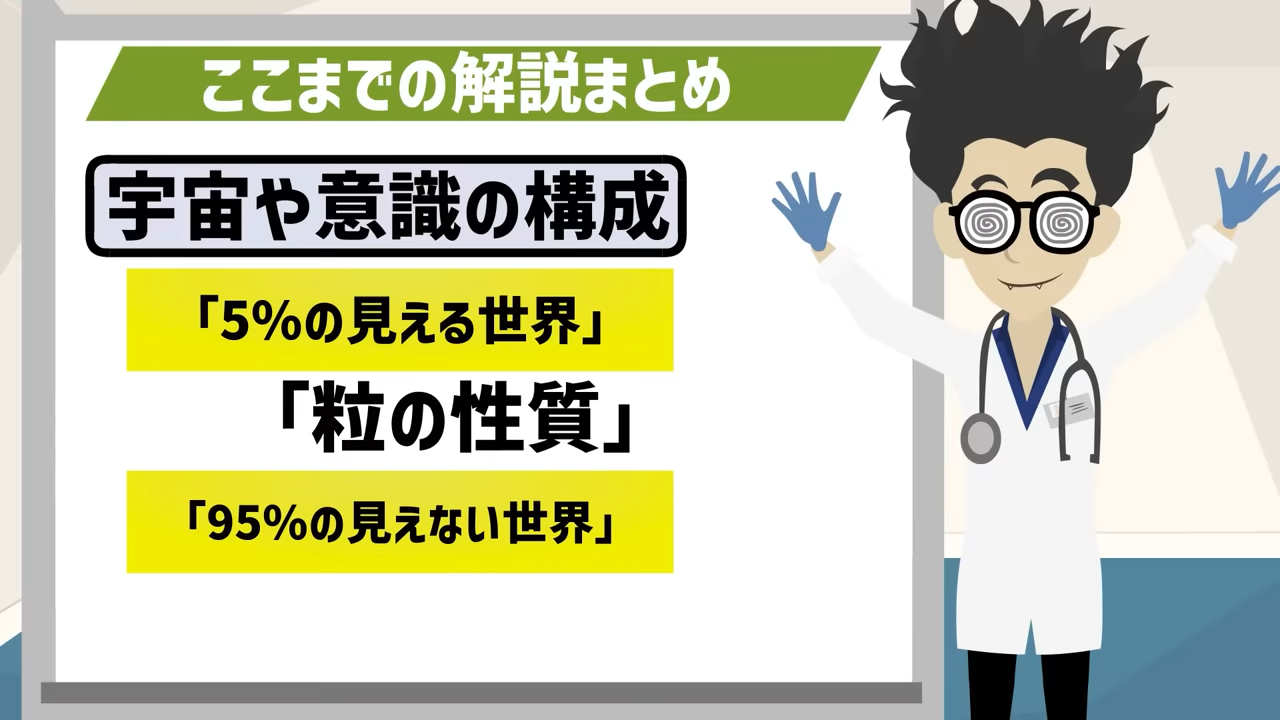 ここまでの解説まとめ
宇宙や意識の構成
「5%の見える世界」
「粒の性質」
「95%の見えない世界」